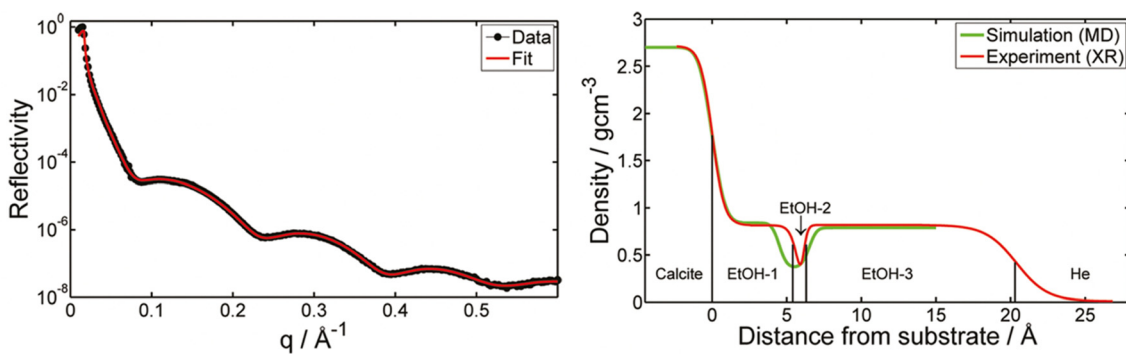 10^0
10^-2
10^-4
10^-6
10^-8
Reflectivity
0
0.1
0.2
0.3
0.4
0.5
q / Å^-1
Data
Fit
3
2.5
2
1.5
1
0.5
0
Density / gcm^-3
Simulation (MD)
Experiment (XR)
EtOH-2
Calcite
EtOH-1
EtOH-3
He
0
5
10
15
20
25
Distance from substrate / Å